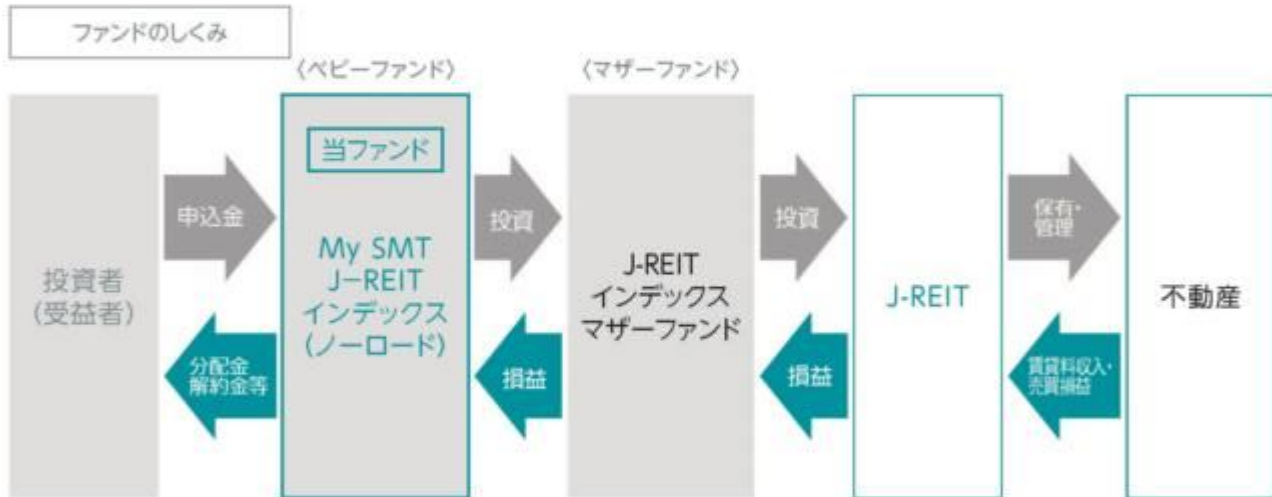 ファンドのしくみ
〈ベビーファンド〉
〈マザーファンド〉
投資者
(受益者)
申込金
分配金
解約金等
当ファンド
My SMT
J-REIT
インデックス
(ノーロード)
投資
損益
J-REIT
インデックス
マザーファンド
投資
損益
J-REIT
保有・
管理
賃貸料収入・
売買損益
不動産